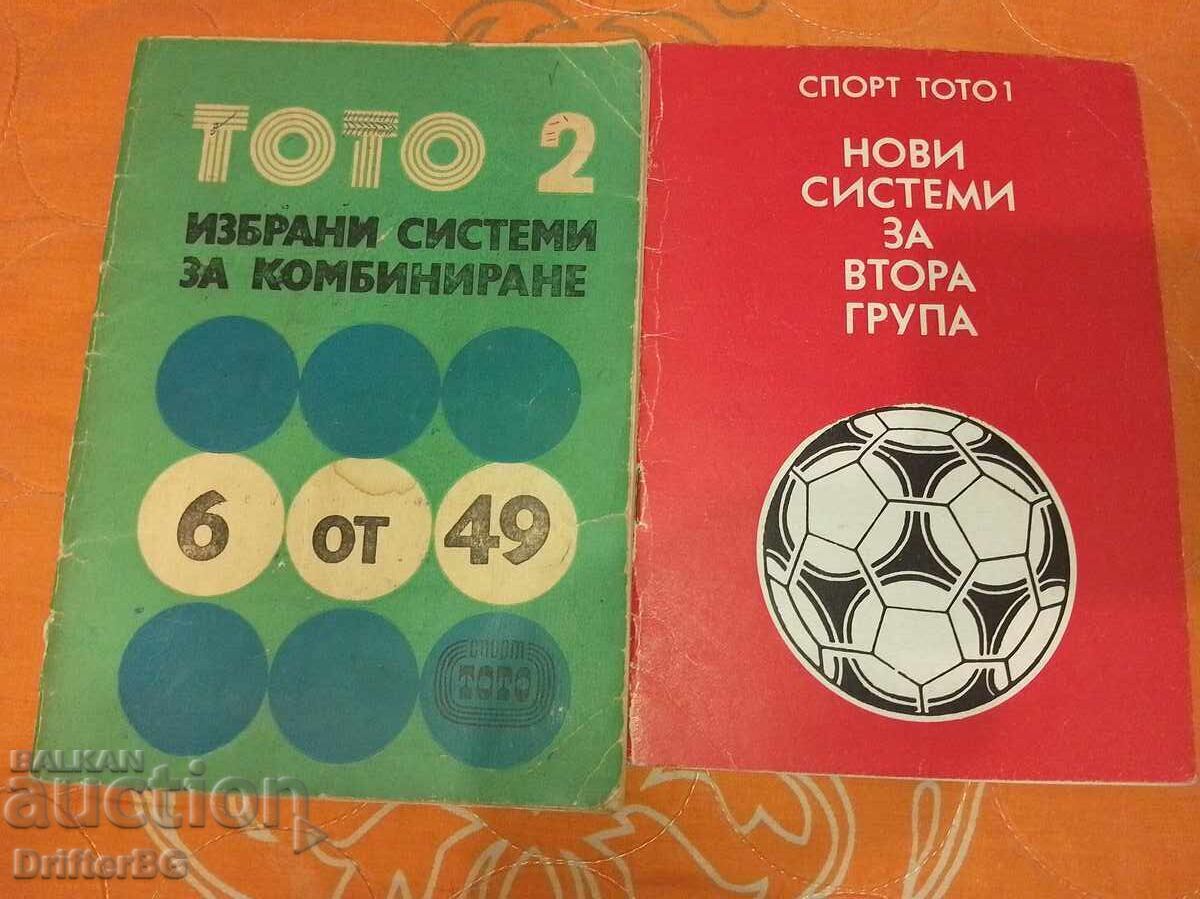 ТОТО 2
ИЗБРАНИ СИСТЕМИ
ЗА КОМБИНИРАНЕ
6 ОТ 49
СПОРТ
ТОТО
СПОРТ ТОТО 1
НОВИ
СИСТЕМИ
ЗА
ВТОРА
ГРУПА
BALKAN
auction
DrifterBG